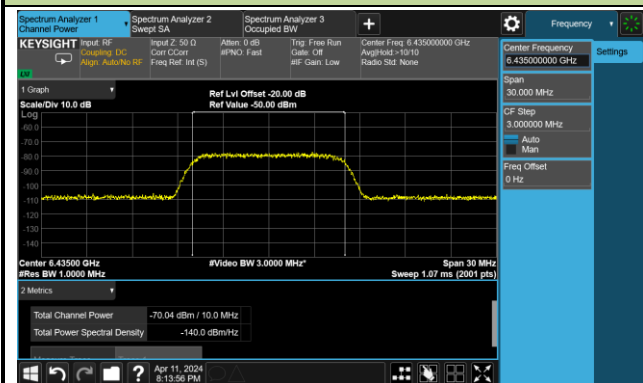 Spectrum Analyzer 1
Channel Power
Spectrum Analyzer 2
Swept SA
Spectrum Analyzer 3
Occupied BW
Frequency
KEYSIGHT
Input: RF
Coupling: DC
Align: Auto/No RF
Input Z: 50 Ω
Corr CCorr
Freq Ref: Int (S)
Atten: 0 dB
#PNO: Fast
Trig: Free Run
Gate: Off
#IF Gain: Low
Center Freq: 6.435000000 GHz
Avg|Hold:>10/10
Radio Std: None
LW
1 Graph
Scale/Div 10.0 dB
Ref Lvl Offset -20.00 dB
Ref Value -50.00 dBm
Log
-60.0
-70.0
-80.0
-90.0
-100
-110
-120
-130
-140
Center 6.43500 GHz
#Res BW 1.0000 MHz
#Video BW 3.0000 MHz*
Span 30 MHz
Sweep 1.07 ms (2001 pts)
2 Metrics
Total Channel Power -70.04 dBm / 10.0 MHz
Total Power Spectral Density -140.0 dBm/Hz
Apr 11, 2024
8:13:56 PM
Center Frequency
6.435000000 GHz
Settings
Span
30.000 MHz
CF Step
3.000000 MHz
Auto
Man
Freq Offset
0 Hz